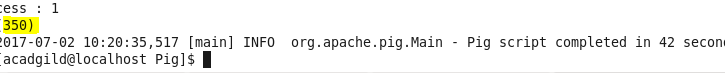 cess : 1
350)
2017-07-02 10:20:35,517 [main] INFO  org.apache.pig.Main - Pig script completed in 42 secon
[acadgild@localhost Pig]$